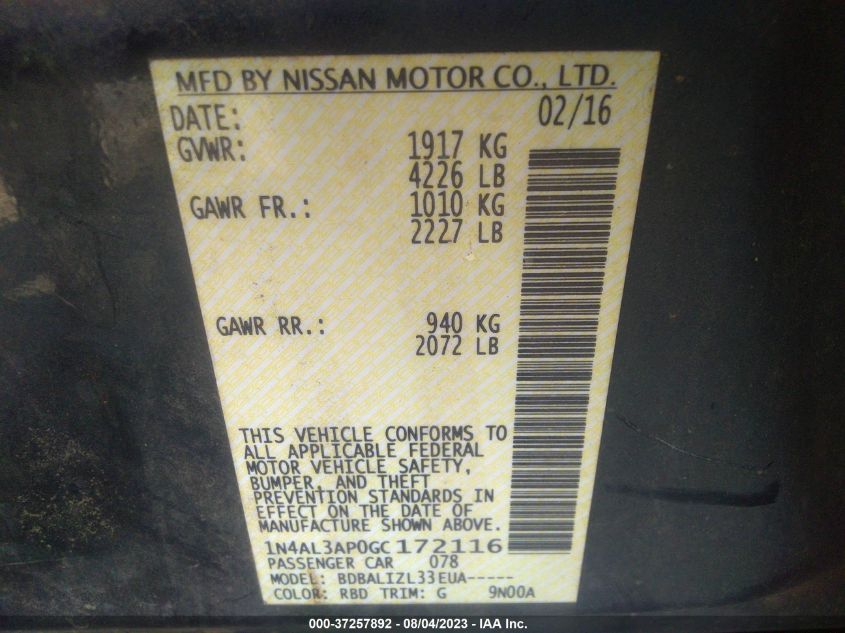 MFD BY NISSAN MOTOR CO., LTD.
DATE: 02/16
GVWR: 1917 KG
4226 LB
GAWR FR.: 1010 KG
2227 LB
GAWR RR.: 940 KG
2072 LB
THIS VEHICLE CONFORMS TO
ALL APPLICABLE FEDERAL
MOTOR VEHICLE SAFETY,
BUMPER, AND THEFT
PREVENTION STANDARDS IN
EFFECT ON THE DATE OF
MANUFACTURE SHOWN ABOVE.
1N4AL3AP0GC172116
PASSENGER CAR 078
MODEL: BDBALIZL33EUA-----
COLOR: RBD TRIM: G 9N00A
000-37257892 - 08/04/2023 - IAA Inc.